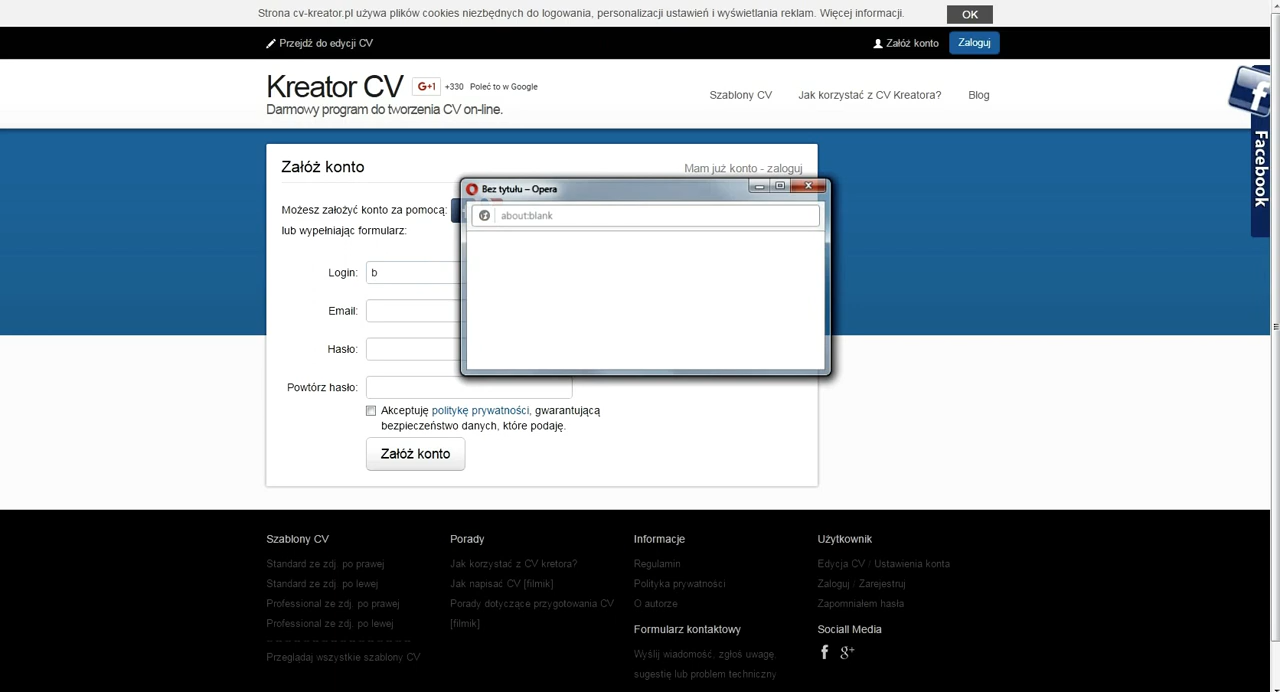 Strona cv-kreator.pl używa plików cookies niezbędnych do logowania, personalizacji ustawień i wyświetlania reklam. Więcej informacji.
OK
Przejdź do edycji CV
Załóż konto
Zaloguj
Kreator CV
G+1
+330
Poleć to w Google
Darmowy program do tworzenia CV on-line.
Szablony CV
Jak korzystać z CV Kreatora?
Blog
Facebook
Załóż konto
Mam już konto - zaloguj
Bez tytułu – Opera
about:blank
Możesz założyć konto za pomocą:
lub wypełniając formularz:
Login:
b
Email:
Hasło:
Powtórz hasło:
Akceptuję politykę prywatności, gwarantującą
bezpieczeństwo danych, które podaję.
Załóż konto
Szablony CV
Standard ze zdj. po prawej
Standard ze zdj. po lewej
Professional ze zdj. po prawej
Professional ze zdj. po lewej
Przeglądaj wszystkie szablony CV
Porady
Jak korzystać z CV kretora?
Jak napisać CV [filmik]
Porady dotyczące przygotowania CV
[filmik]
Informacje
Regulamin
Polityka prywatności
O autorze
Formularz kontaktowy
Wyślij wiadomość, zgłoś uwagę,
sugestię lub problem techniczny
Użytkownik
Edycja CV / Ustawienia konta
Zaloguj / Zarejestruj
Zapomniałem hasła
Sociall Media